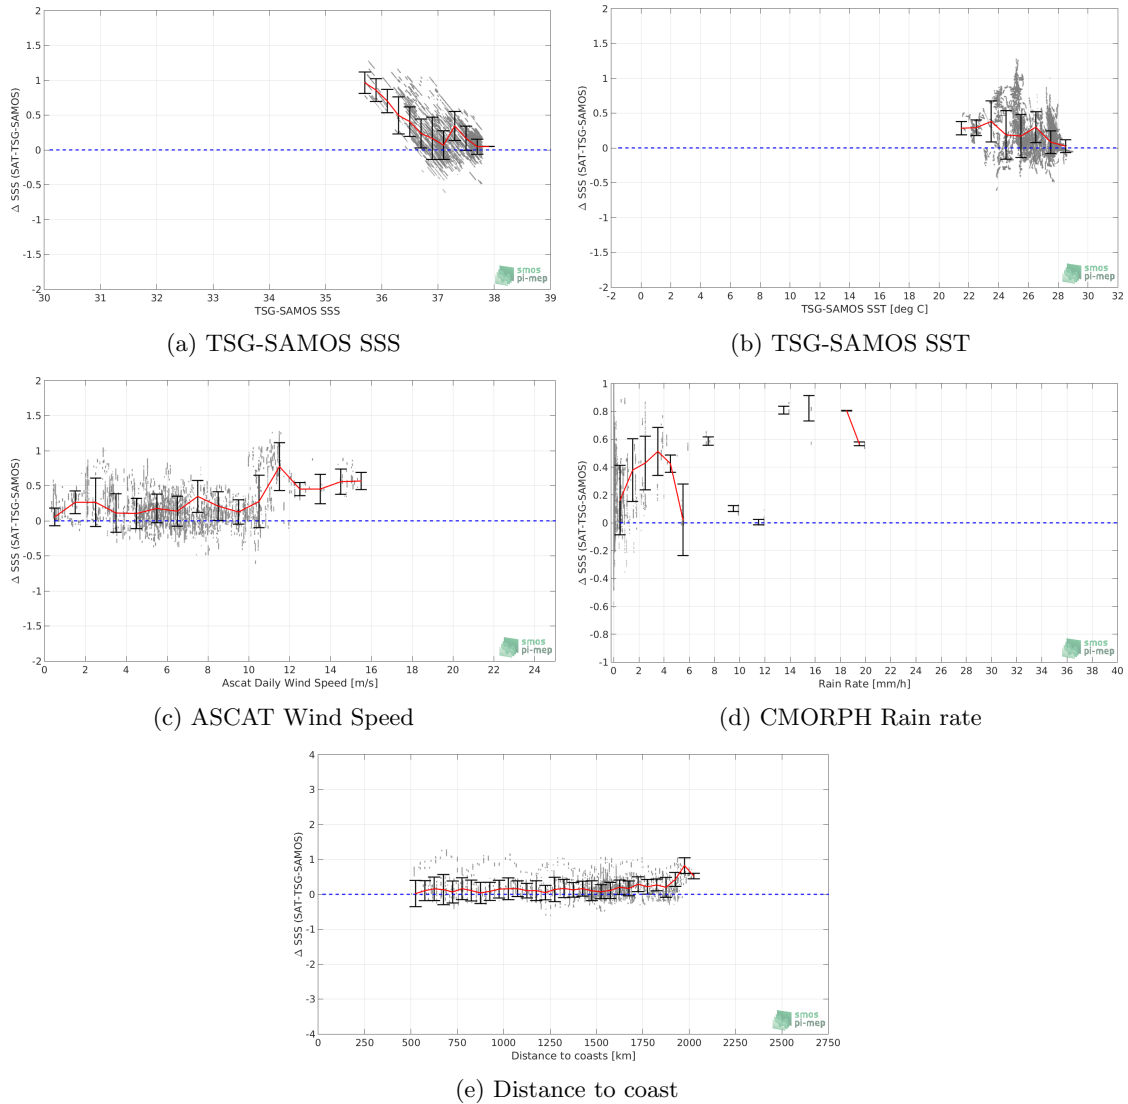 2
1.5
1
0.5
0
-0.5
-1
-1.5
-2
Δ SSS (SAT-TSG-SAMOS)
30 31 32 33 34 35 36 37 38 39
TSG-SAMOS SSS
smos
pi-mep
(a) TSG-SAMOS SSS
2
1.5
1
0.5
0
-0.5
-1
-1.5
-2
Δ SSS (SAT-TSG-SAMOS)
-2 0 2 4 6 8 10 12 14 16 18 20 22 24 26 28 30 32
TSG-SAMOS SST [deg C]
smos
pi-mep
(b) TSG-SAMOS SST
2
1.5
1
0.5
0
-0.5
-1
-1.5
-2
Δ SSS (SAT-TSG-SAMOS)
0 2 4 6 8 10 12 14 16 18 20 22 24
Ascat Daily Wind Speed [m/s]
smos
pi-mep
(c) ASCAT Wind Speed
1
0.8
0.6
0.4
0.2
0
-0.2
-0.4
-0.6
-0.8
-1
Δ SSS (SAT-TSG-SAMOS)
0 2 4 6 8 10 12 14 16 18 20 22 24 26 28 30 32 34 36 38 40
Rain Rate [mm/h]
smos
pi-mep
(d) CMORPH Rain rate
4
3
2
1
0
-1
-2
-3
-4
Δ SSS (SAT-TSG-SAMOS)
0 250 500 750 1000 1250 1500 1750 2000 2250 2500 2750
Distance to coasts [km]
smos
pi-mep
(e) Distance to coast